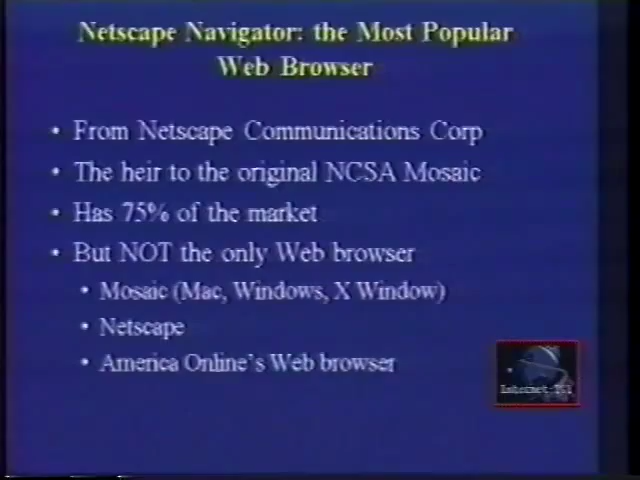 Netscape Navigator: the Most Popular
Web Browser
• From Netscape Communications Corp
• The heir to the original NCSA Mosaic
• Has 75% of the market
• But NOT the only Web browser
• Mosaic (Mac, Windows, X Window)
• Netscape
• America Online's Web browser
Internet